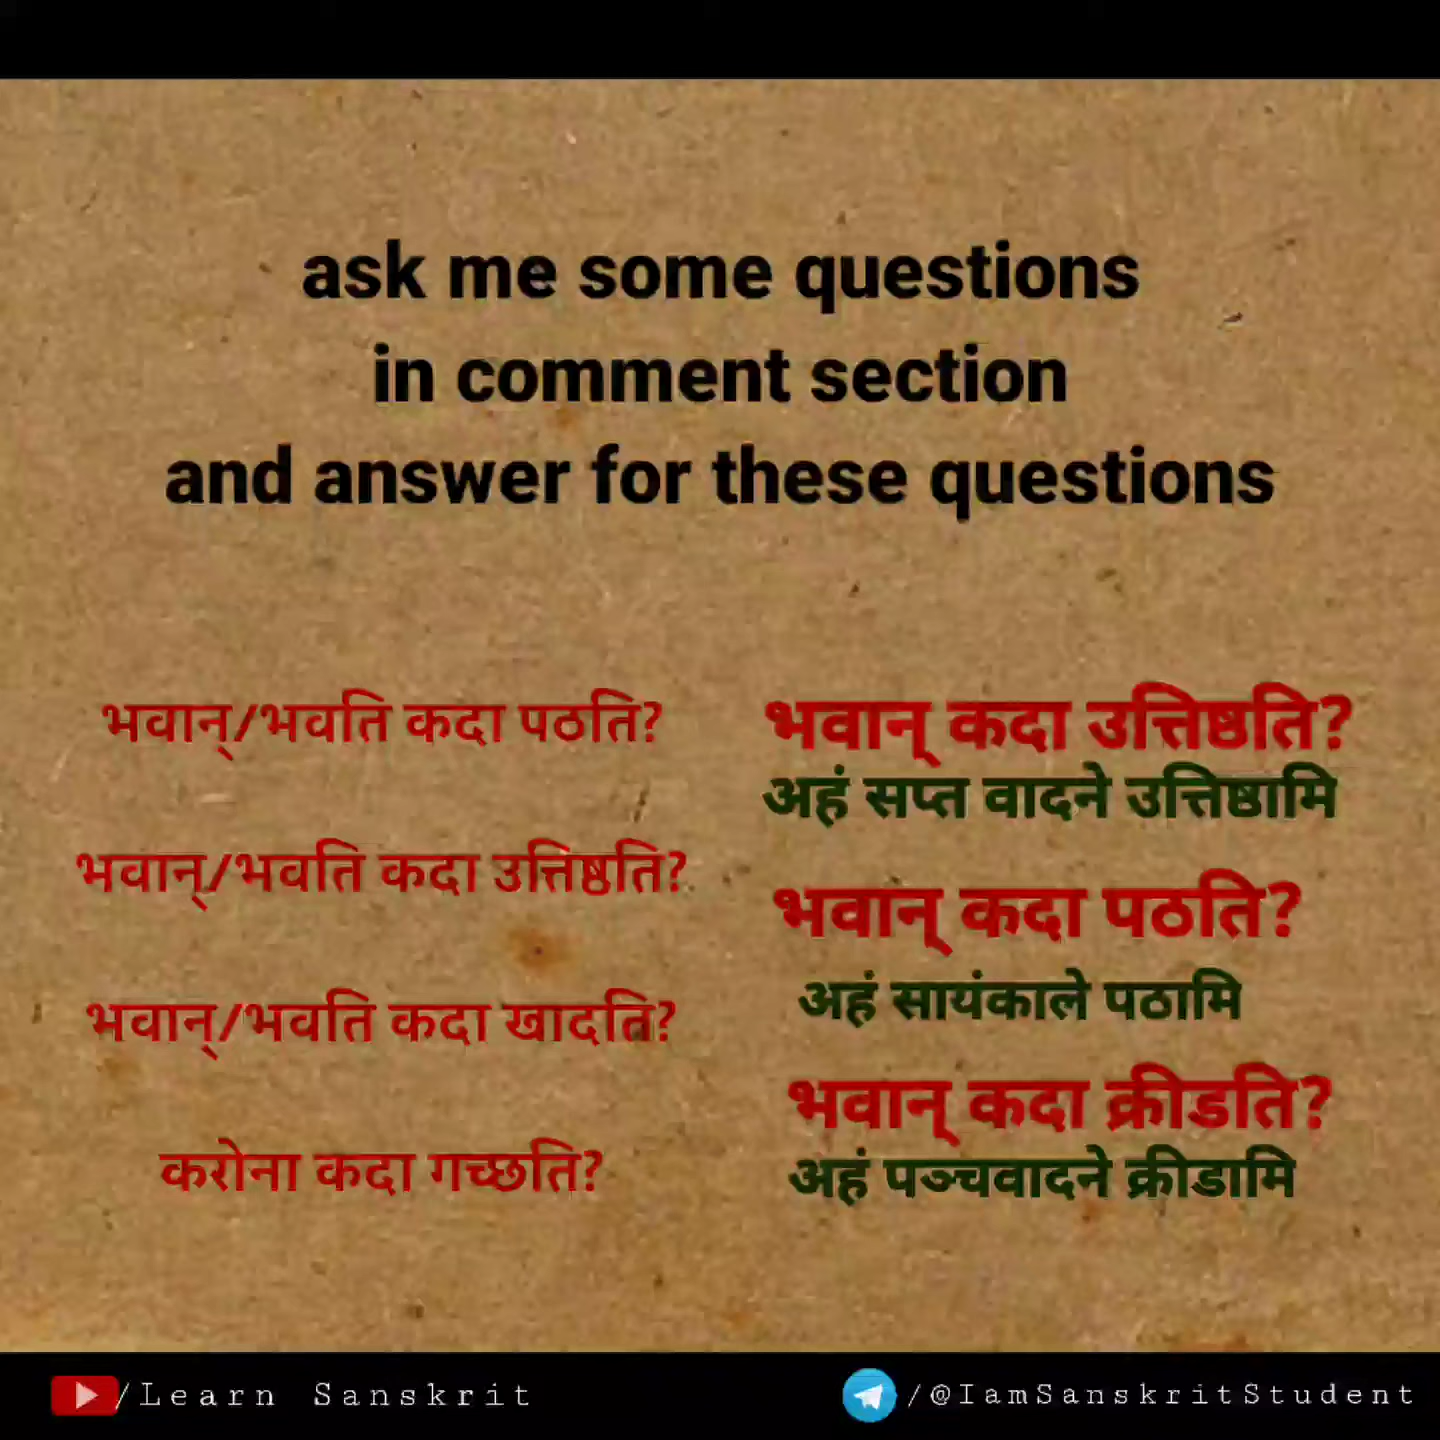 ask me some questions
in comment section
and answer for these questions
भवान्/भवति कदा पठति?
भवान्/भवति कदा उत्तिष्ठति?
भवान्/भवति कदा खादति?
करोना कदा गच्छति?
भवान् कदा उत्तिष्ठति?
अहं सप्त वादने उत्तिष्ठामि
भवान् कदा पठति?
अहं सायंकाले पठामि
भवान् कदा क्रीडति?
अहं पञ्चवादने क्रीडामि
/Learn Sanskrit
/@IamSanskritStudent